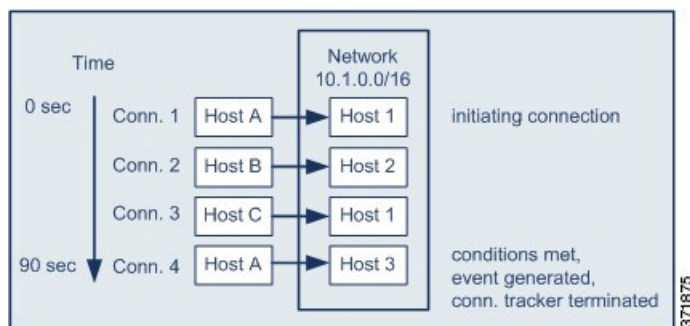 Time
Network
10.1.0.0/16
0 sec
Conn. 1
Host A
Host 1
initiating connection
Conn. 2
Host B
Host 2
Conn. 3
Host C
Host 1
90 sec
Conn. 4
Host A
Host 3
conditions met,
event generated,
conn. tracker terminated
371875